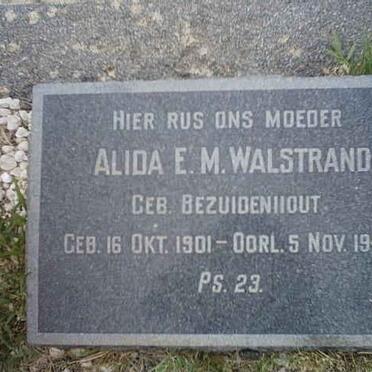 HIER RUS ONS MOEDER
ALIDA E. M. WALSTRAND
GEB. BEZUIDENHOUT
GEB. 16 OKT. 1901 – OORL. 5 NOV.
PS. 23.